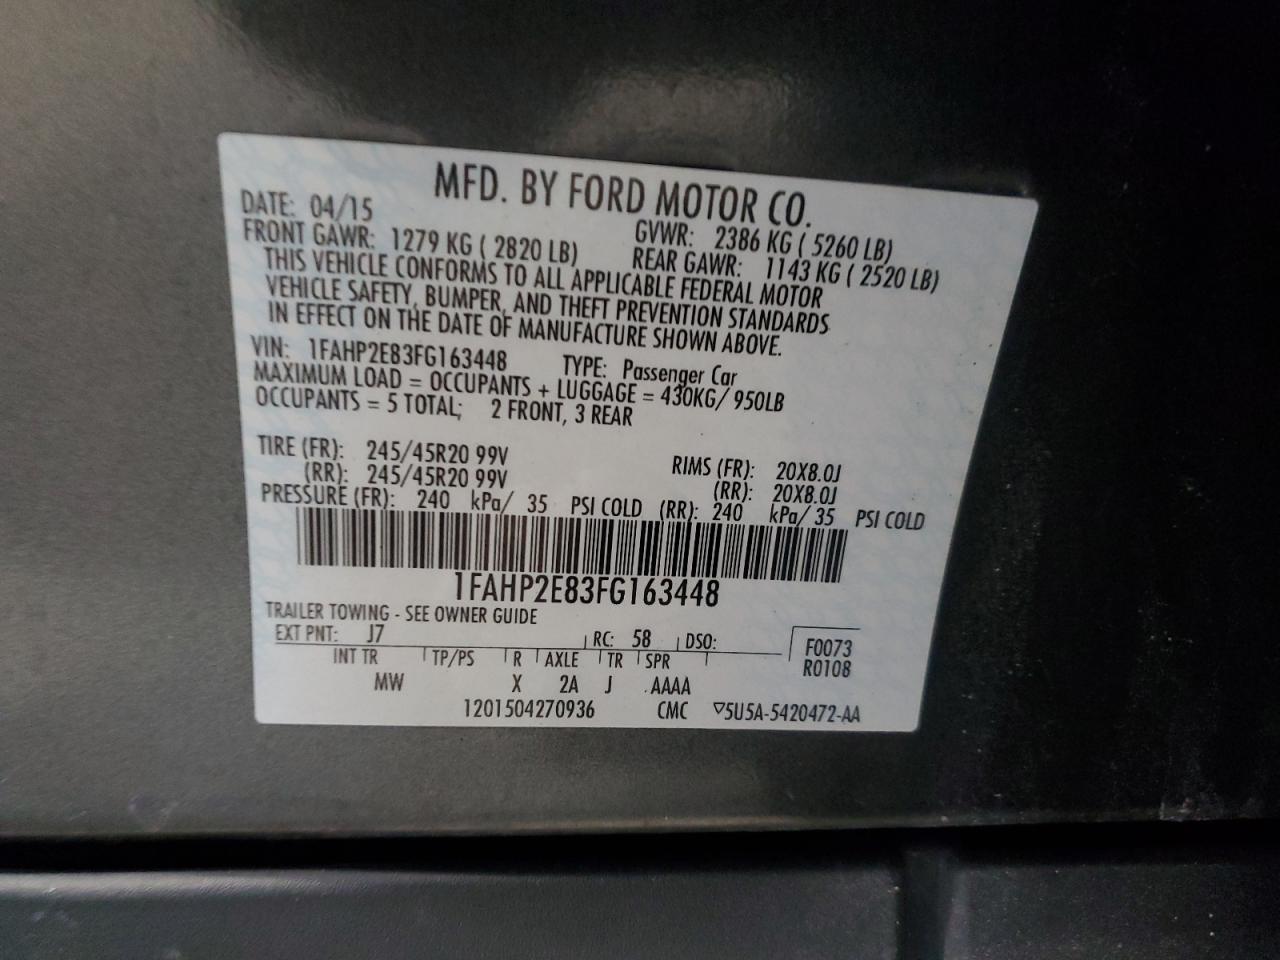 MFD. BY FORD MOTOR CO.
DATE: 04/15 GVWR: 2386 KG ( 5260 LB)
FRONT GAWR: 1279 KG ( 2820 LB) REAR GAWR: 1143 KG ( 2520 LB)
THIS VEHICLE CONFORMS TO ALL APPLICABLE FEDERAL MOTOR
VEHICLE SAFETY, BUMPER, AND THEFT PREVENTION STANDARDS
IN EFFECT ON THE DATE OF MANUFACTURE SHOWN ABOVE.
VIN: 1FAHP2E83FG163448 TYPE: Passenger Car
MAXIMUM LOAD = OCCUPANTS + LUGGAGE = 430KG/ 950LB
OCCUPANTS = 5 TOTAL; 2 FRONT, 3 REAR
TIRE (FR): 245/45R20 99V RIMS (FR): 20X8.0J
(RR): 245/45R20 99V (RR): 20X8.0J
PRESSURE (FR): 240 kPa/ 35 PSI COLD (RR): 240 kPa/ 35 PSI COLD
1FAHP2E83FG163448
TRAILER TOWING - SEE OWNER GUIDE
EXT PNT: J7 RC: 58 DSO: F0073
INT TR TP/PS R AXLE TR SPR R0108
MW X 2A J .AAAA
1201504270936 CMC ▽5U5A-5420472-AA